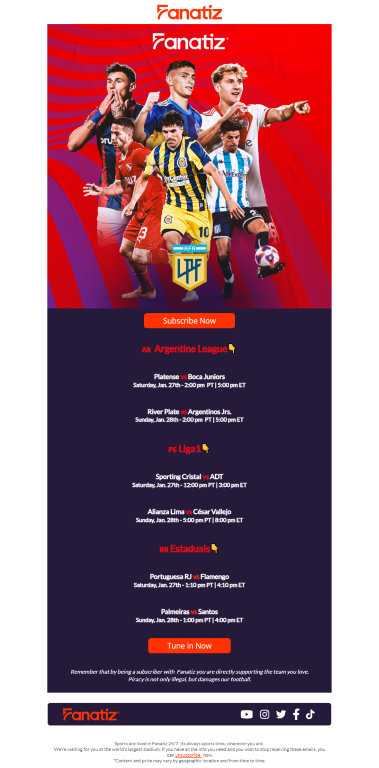 Fanatiz
Fanatiz
10
AFA
LPF
Subscribe Now
AR Argentine League👇
Platense vs Boca Juniors
Saturday, Jan. 27th - 2:00 pm PT | 5:00 pm ET
River Plate vs Argentinos Jrs.
Sunday, Jan. 28th - 2:00 pm PT | 5:00 pm ET
PE Liga1👇
Sporting Cristal vs ADT
Saturday, Jan. 27th - 12:00 pm PT | 3:00 pm ET
Alianza Lima vs César Vallejo
Sunday, Jan. 28th - 5:00 pm PT | 8:00 pm ET
BR Estaduais👇
Portuguesa RJ vs Flamengo
Saturday, Jan. 27th - 1:10 pm PT | 4:10 pm ET
Palmeiras vs Santos
Sunday, Jan. 28th - 1:00 pm PT | 4:00 pm ET
Tune in Now
Remember that by being a subscriber with Fanatiz you are directly supporting the team you love.
Piracy is not only illegal, but damages our football.
Fanatiz
Sports are lived in Fanatiz 24/7. Its always sports time, wherever you are.
We're waiting for you at the world's largest stadium. If you have all the info you need and you wish to stop receiving these emails, you
can unsubscribe now.
*Content and price may vary by geographic location and from time to time.